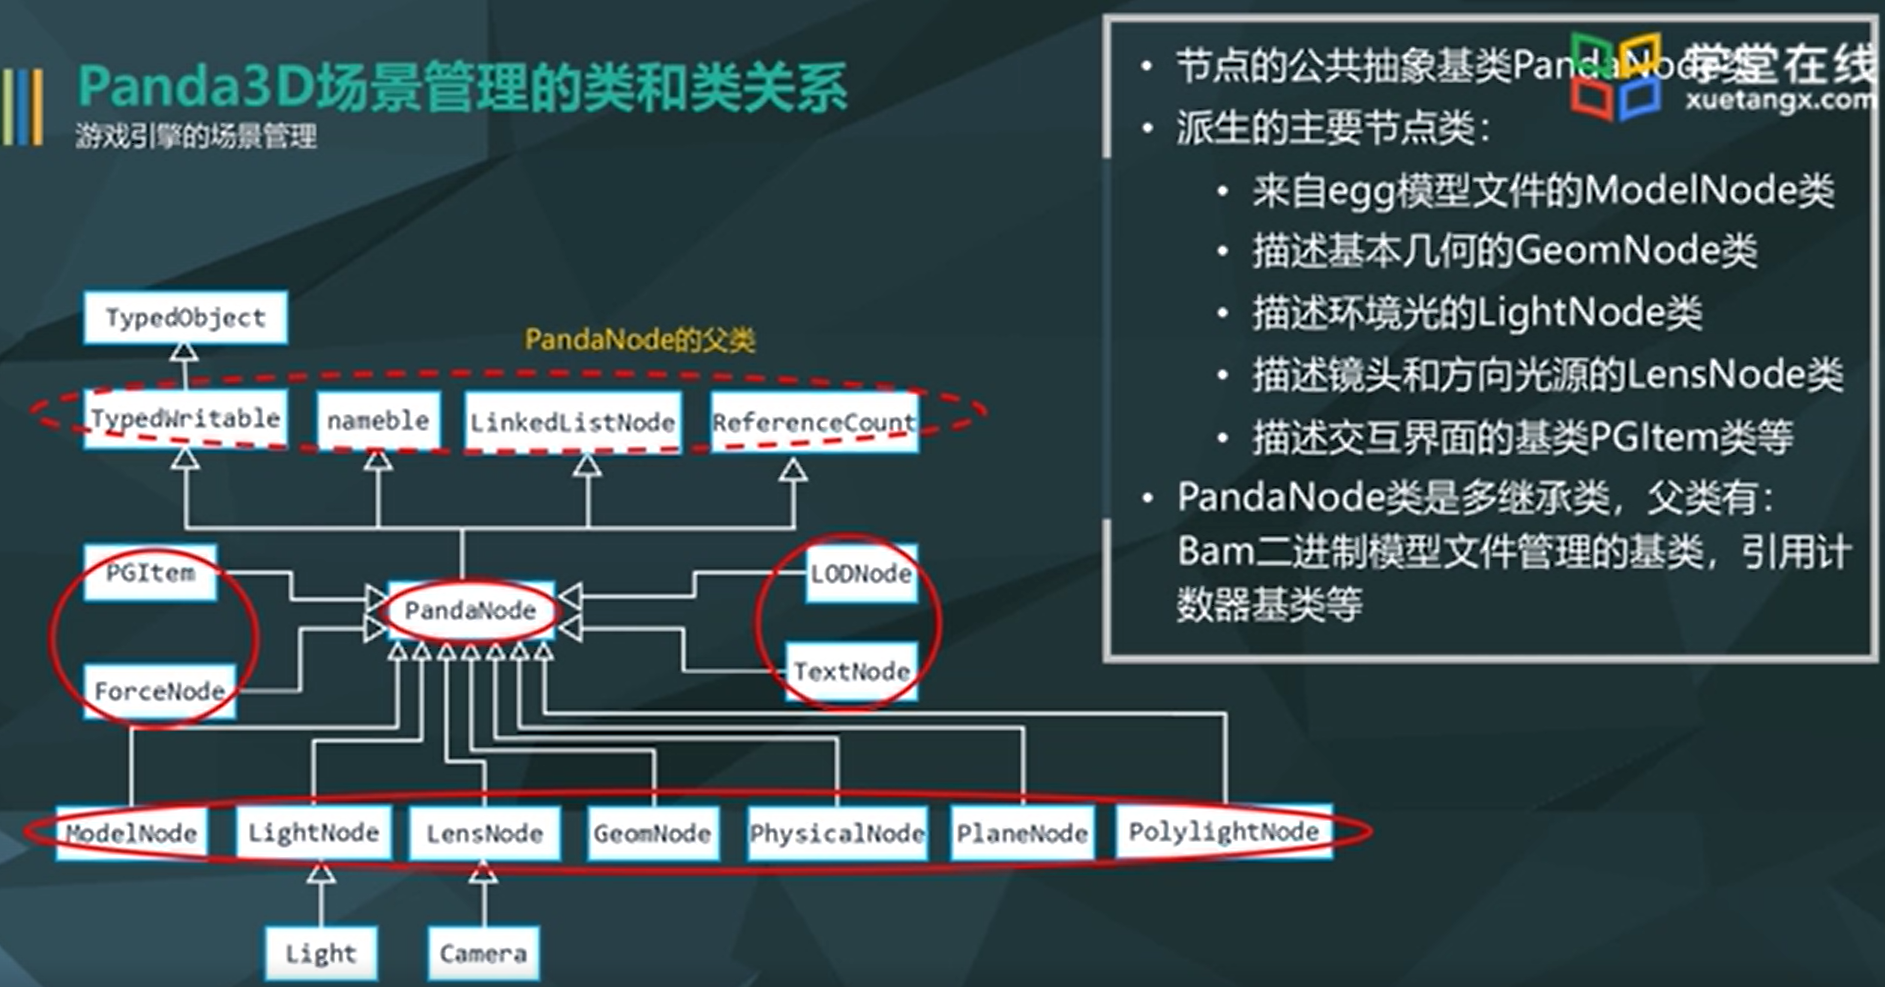 Panda3D场景管理的类和类关系
游戏引擎的场景管理
TypedObject
PandaNode的父类
TypedWritable
nameble
LinkedListNode
ReferenceCount
PGItem
LODNode
PandaNode
ForceNode
TextNode
ModelNode
LightNode
LensNode
GeomNode
PhysicalNode
PlaneNode
PolylightNode
Light
Camera
• 节点的公共抽象基类PandaNode类
学堂在线
xuetangx.com
• 派生的主要节点类：
• 来自egg模型文件的ModelNode类
• 描述基本几何的GeomNode类
• 描述环境光的LightNode类
• 描述镜头和方向光源的LensNode类
• 描述交互界面的基类PGItem类等
• PandaNode类是多继承类，父类有：
Bam二进制模型文件管理的基类，引用计
数器基类等